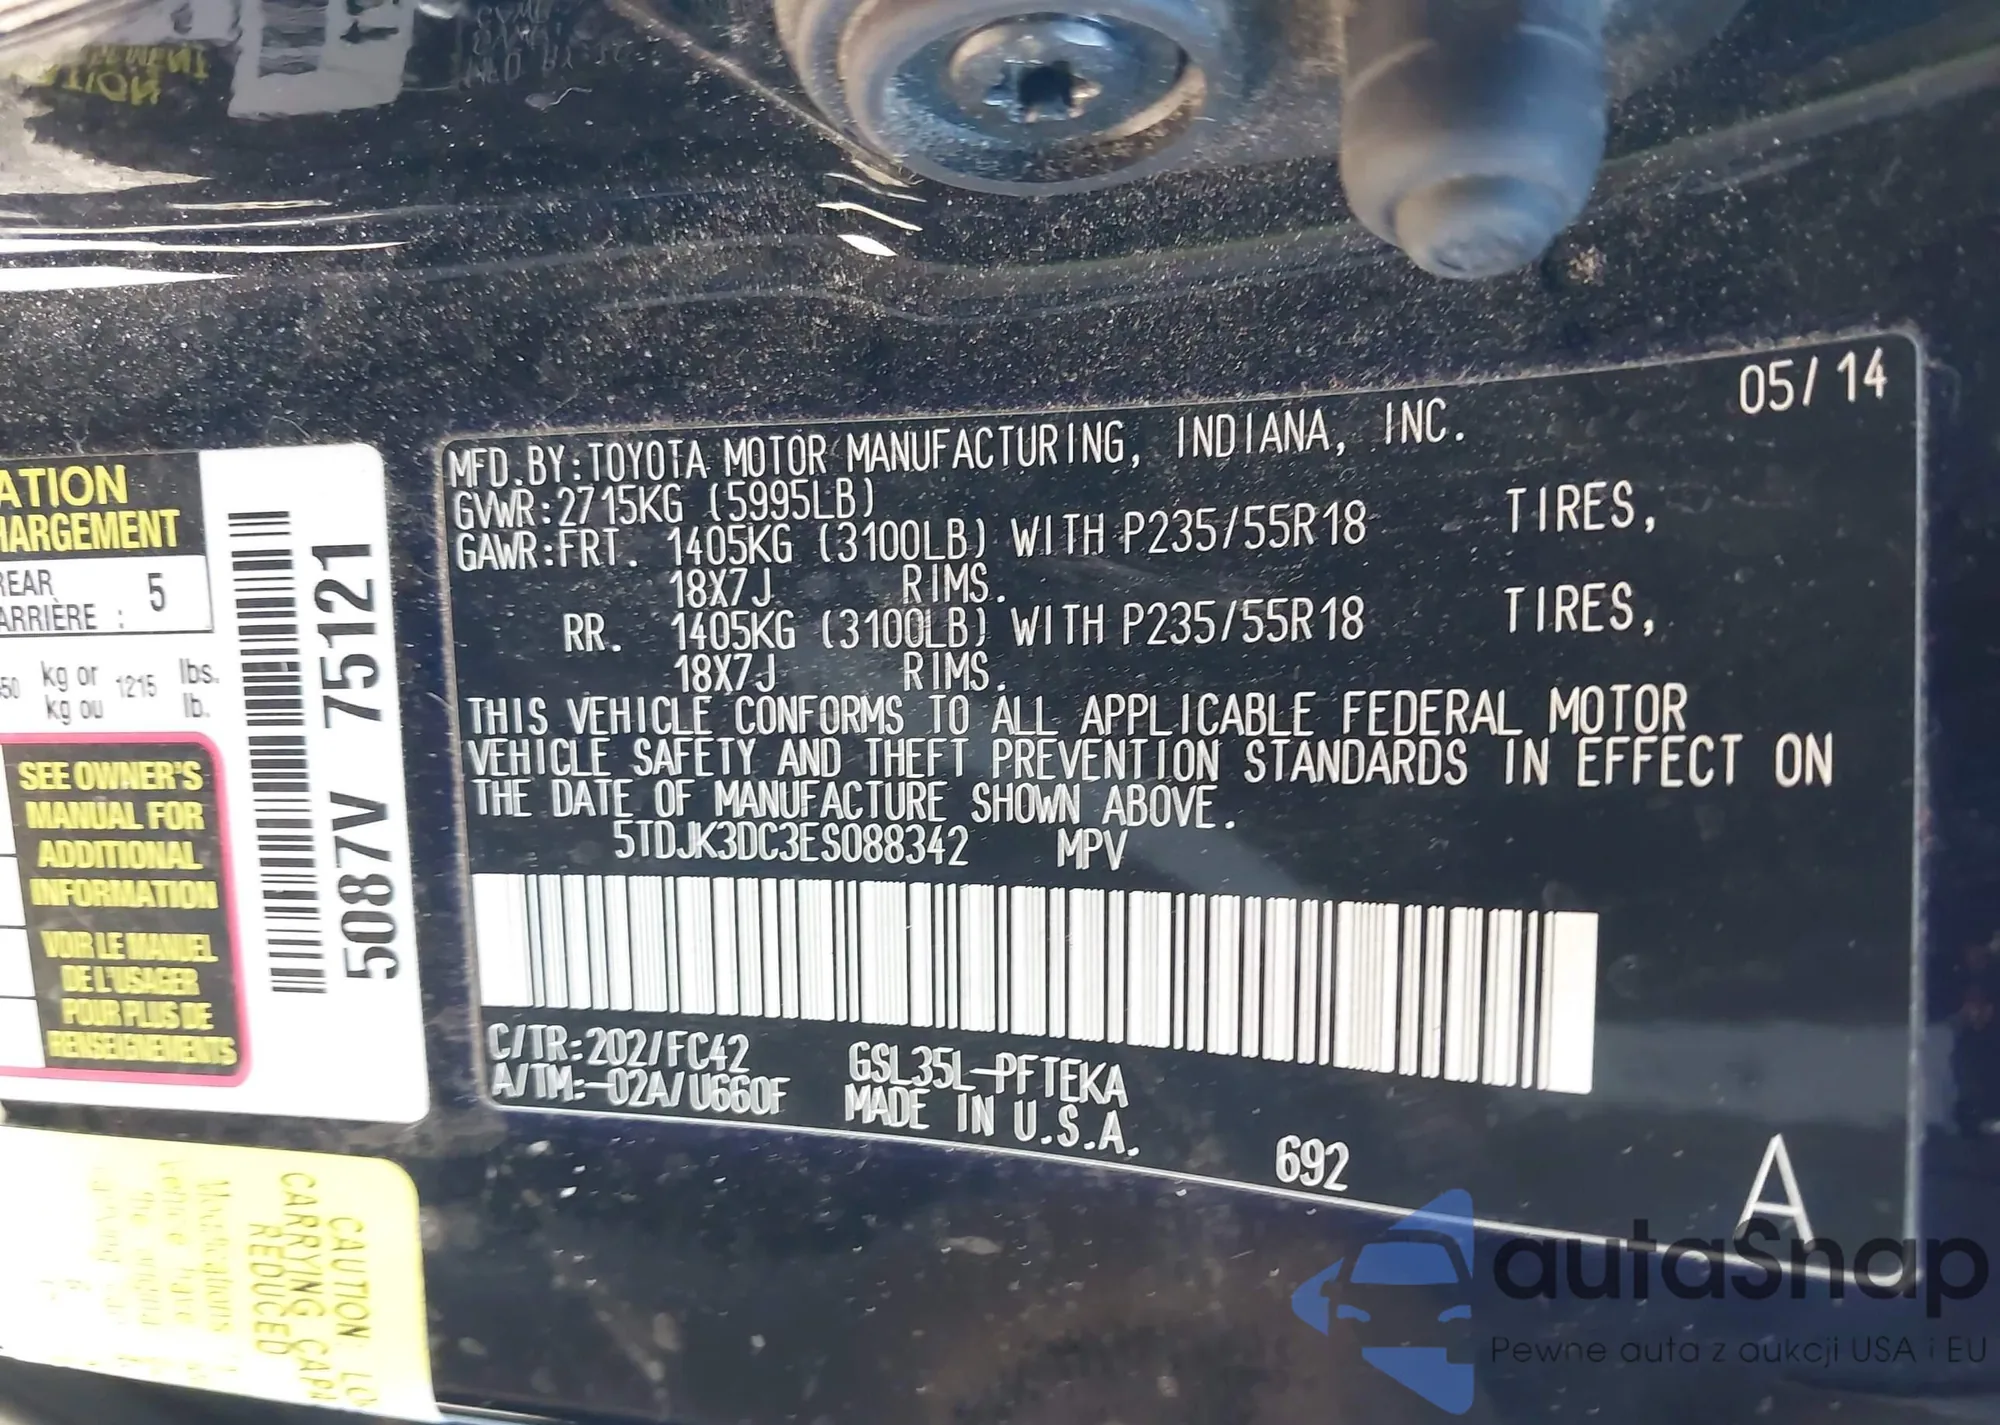 05/14
MFD.BY:TOYOTA MOTOR MANUFACTURING, INDIANA, INC.
GVWR:2715KG (5995LB)
GAWR:FRT. 1405KG (3100LB) WITH P235/55R18 TIRES,
18X7J RIMS.
RR. 1405KG (3100LB) WITH P235/55R18 TIRES,
18X7J RIMS.
THIS VEHICLE CONFORMS TO ALL APPLICABLE FEDERAL MOTOR
VEHICLE SAFETY AND THEFT PREVENTION STANDARDS IN EFFECT ON
THE DATE OF MANUFACTURE SHOWN ABOVE.
5TDJK3DC3ES088342 MPV
C/TR:202/FC42 GSL35L-PFTEKA
A/TM:-02A/U660F MADE IN U.S.A.
692
A
ATION
HARGEMENT
REAR
ARRIÈRE : 5
kg or 1215 lbs.
kg ou lb.
SEE OWNER'S
MANUAL FOR
ADDITIONAL
INFORMATION
VOIR LE MANUEL
DE L'USAGER
POUR PLUS DE
RENSEIGNEMENTS
5087V 75121
CAUTION LO
CARRYING CAPA
REDUCED
autaSnap
Pewne auta z aukcji USA i EU